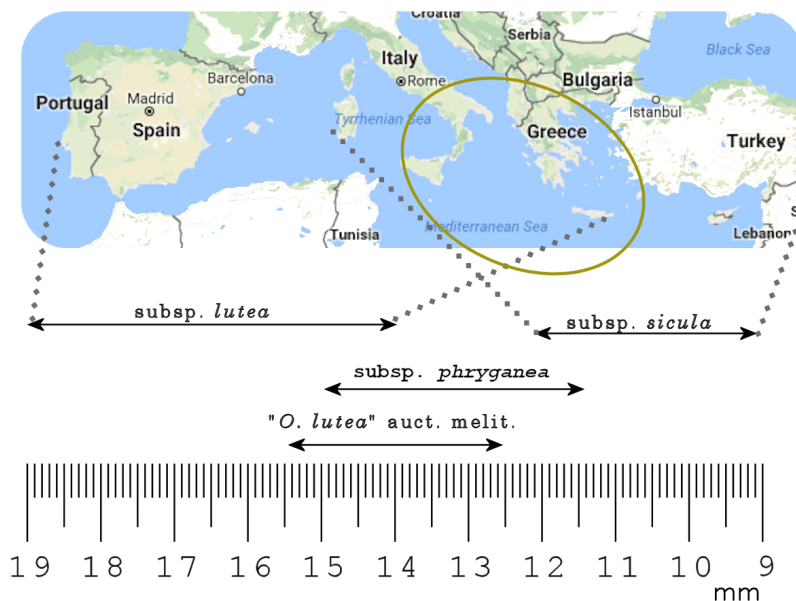 Croatia
Serbia
Italy
Black Sea
Barcelona
Rome
Bulgaria
Portugal
Madrid
Istanbul
Tyrrhenian Sea
Spain
Greece
Turkey
Mediterranean Sea
Tunisia
S
Lebanon
subsp. lutea
subsp. sicula
subsp. phryganea
"O. lutea" auct. melit.
19 18 17 16 15 14 13 12 11 10 9
mm